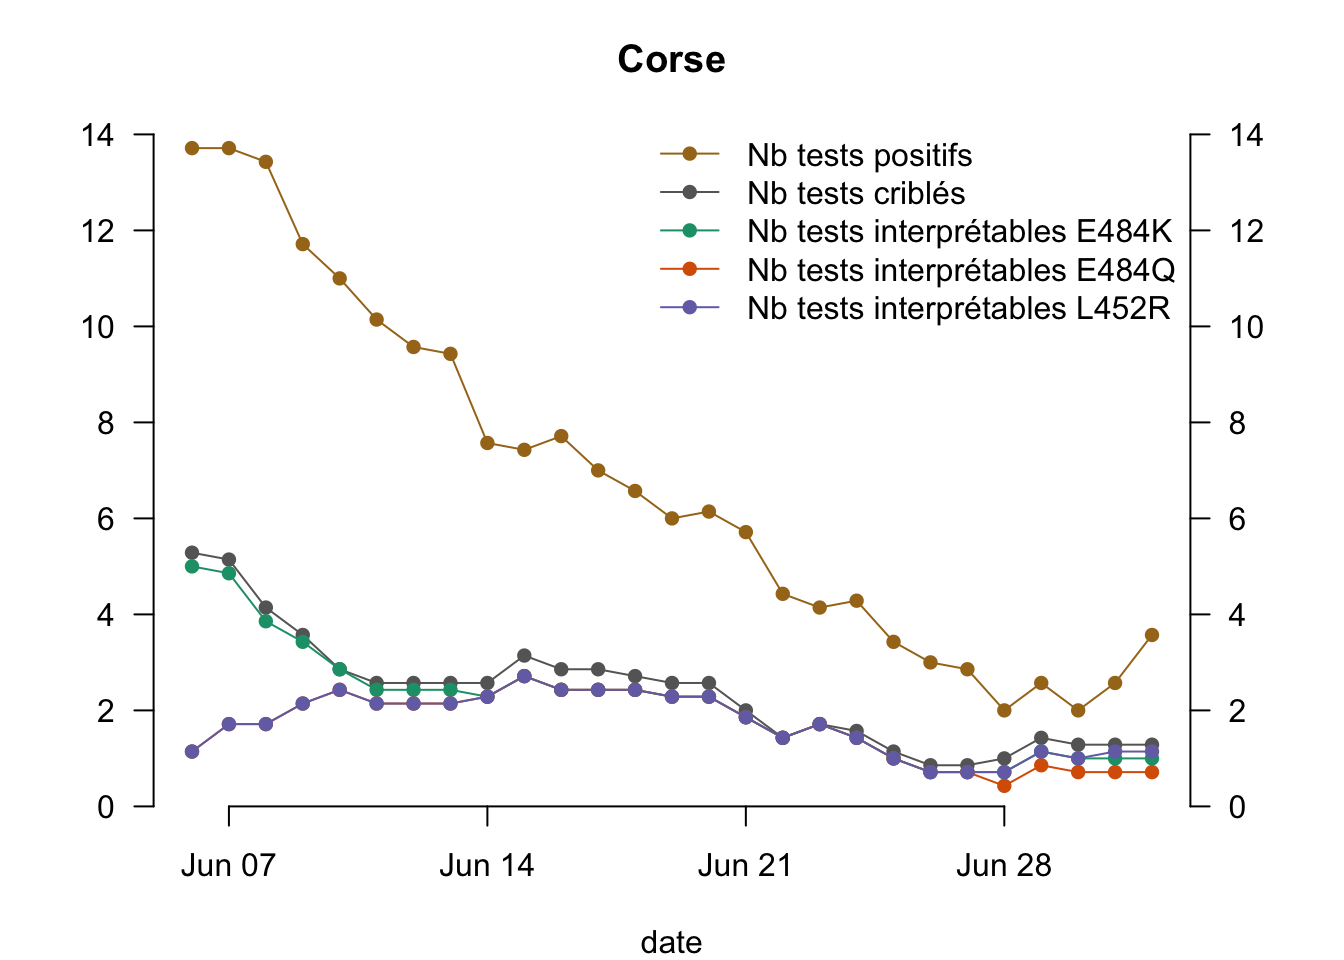 Corse
14
12
10
8
6
4
2
0
Nb tests positifs
Nb tests criblés
Nb tests interprétables E484K
Nb tests interprétables E484Q
Nb tests interprétables L452R
14
12
10
8
6
4
2
0
Jun 07 Jun 14 Jun 21 Jun 28
date